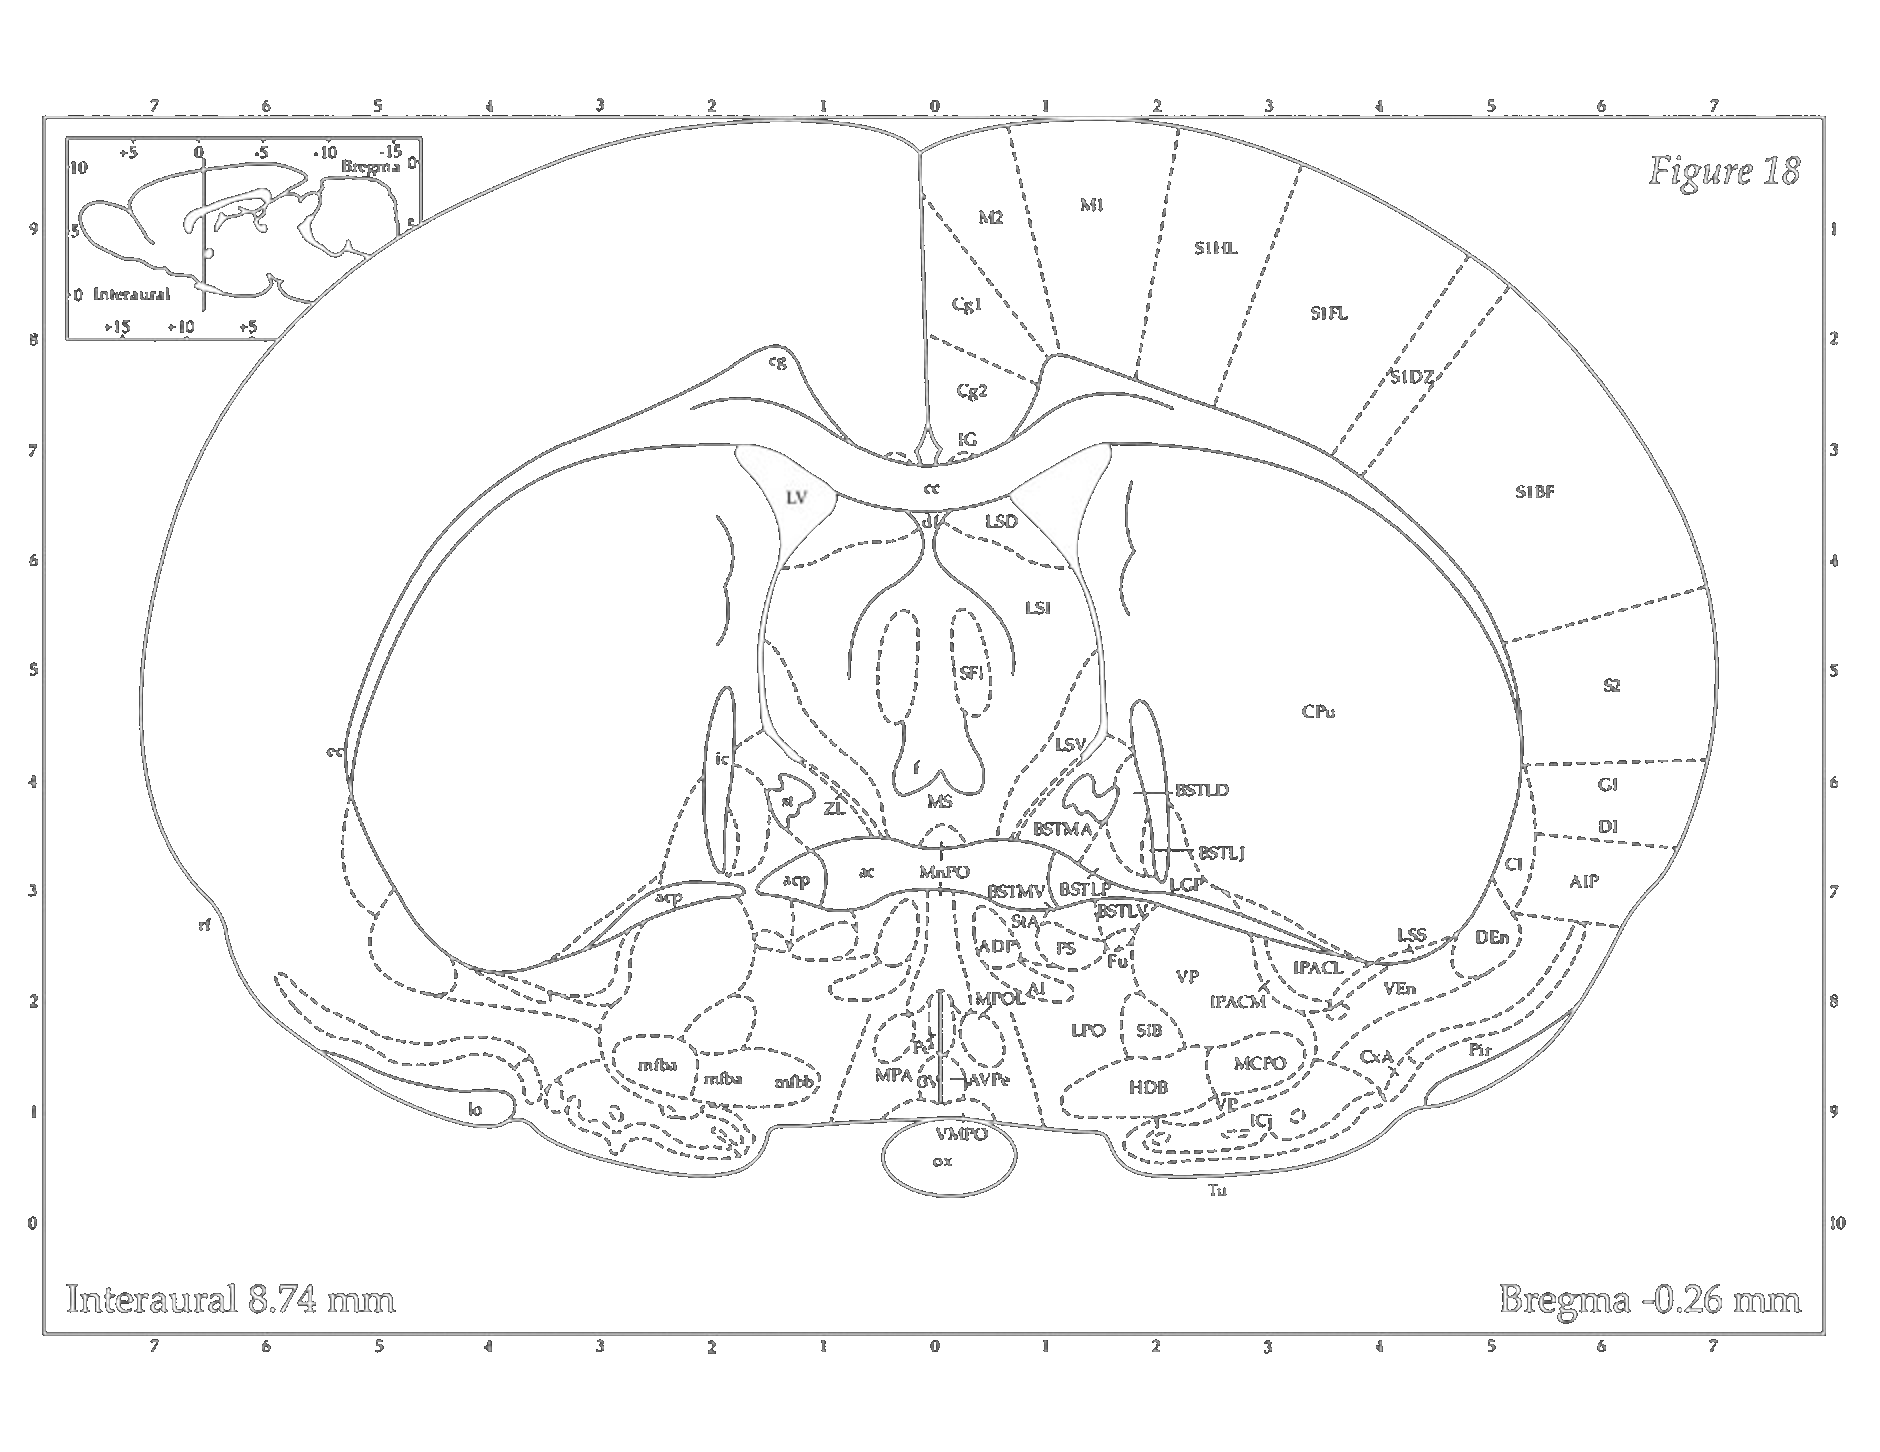 7 6 5 4 3 2 1 0 1 2 3 4 5 6 7
+5 0 -5 -10 -15
Bregma 0
10
5
5
0 Interaural
+15 +10 +5
Figure 18
9 1
8 2
7 3
6 4
5 5
4 6
3 7
2 8
1 9
0 10
M2 M1
S1HL
Cg1 S1FL
cg S1DZ
Cg2
IG
cc
LV S1BF
LSD
LSI
SFi S2
CPu
LSV
ec ic
f
GI
BSTLD
st ZL MS
BSTMA DI
BSTLJ
CI
acp ac MnPO AIP
BSTMV BSTLP LGP
acp
BSTLV
StA
rf
LSS DEn
ADP PS
Fu
IPACL
VP
AI VEn
MPOL IPACM
LPO SIB
Pe
CxA Pir
mfba MCPO
MPA
mfba mfbb AVPe HDB
3V
VP
lo
ICj
VMPO
ox
Tu
Interaural 8.74 mm
Bregma -0.26 mm
7 6 5 4 3 2 1 0 1 2 3 4 5 6 7